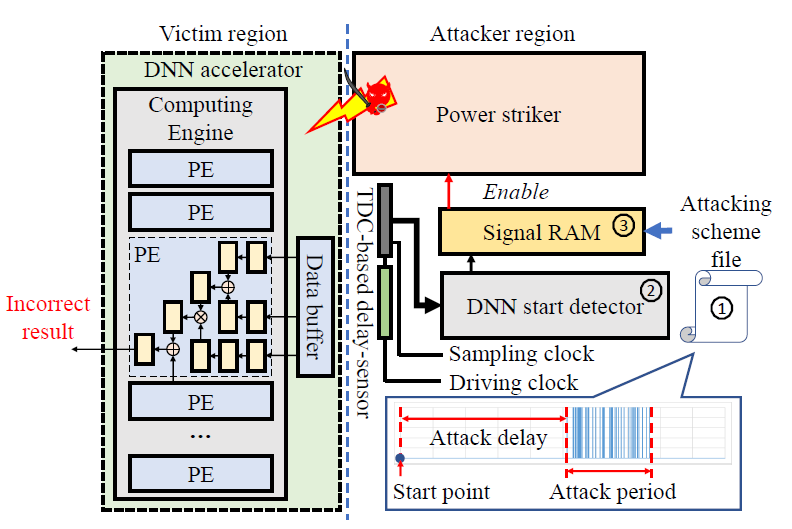 Victim region
Attacker region
DNN accelerator
Computing
Engine
PE
PE
PE
PE
...
PE
Data buffer
Incorrect
result
TDC-based delay-sensor
Power striker
Enable
Signal RAM
3
Attacking
scheme
file
1
DNN start detector
2
Sampling clock
Driving clock
Attack delay
Start point
Attack period